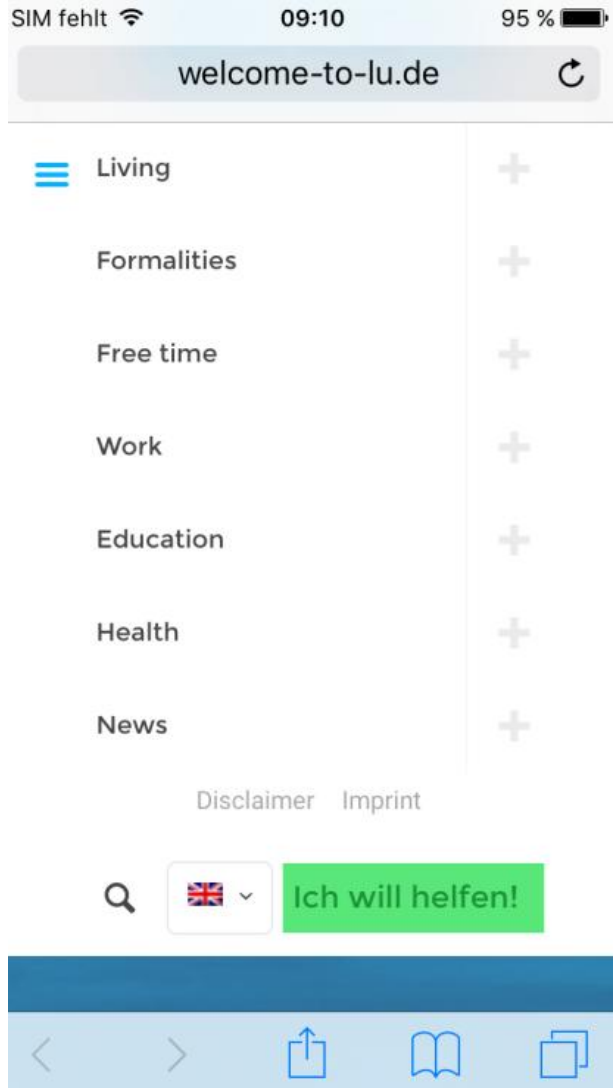 SIM fehlt 09:10 95 %
welcome-to-lu.de
Living
Formalities
Free time
Work
Education
Health
News
Disclaimer Imprint
Ich will helfen!